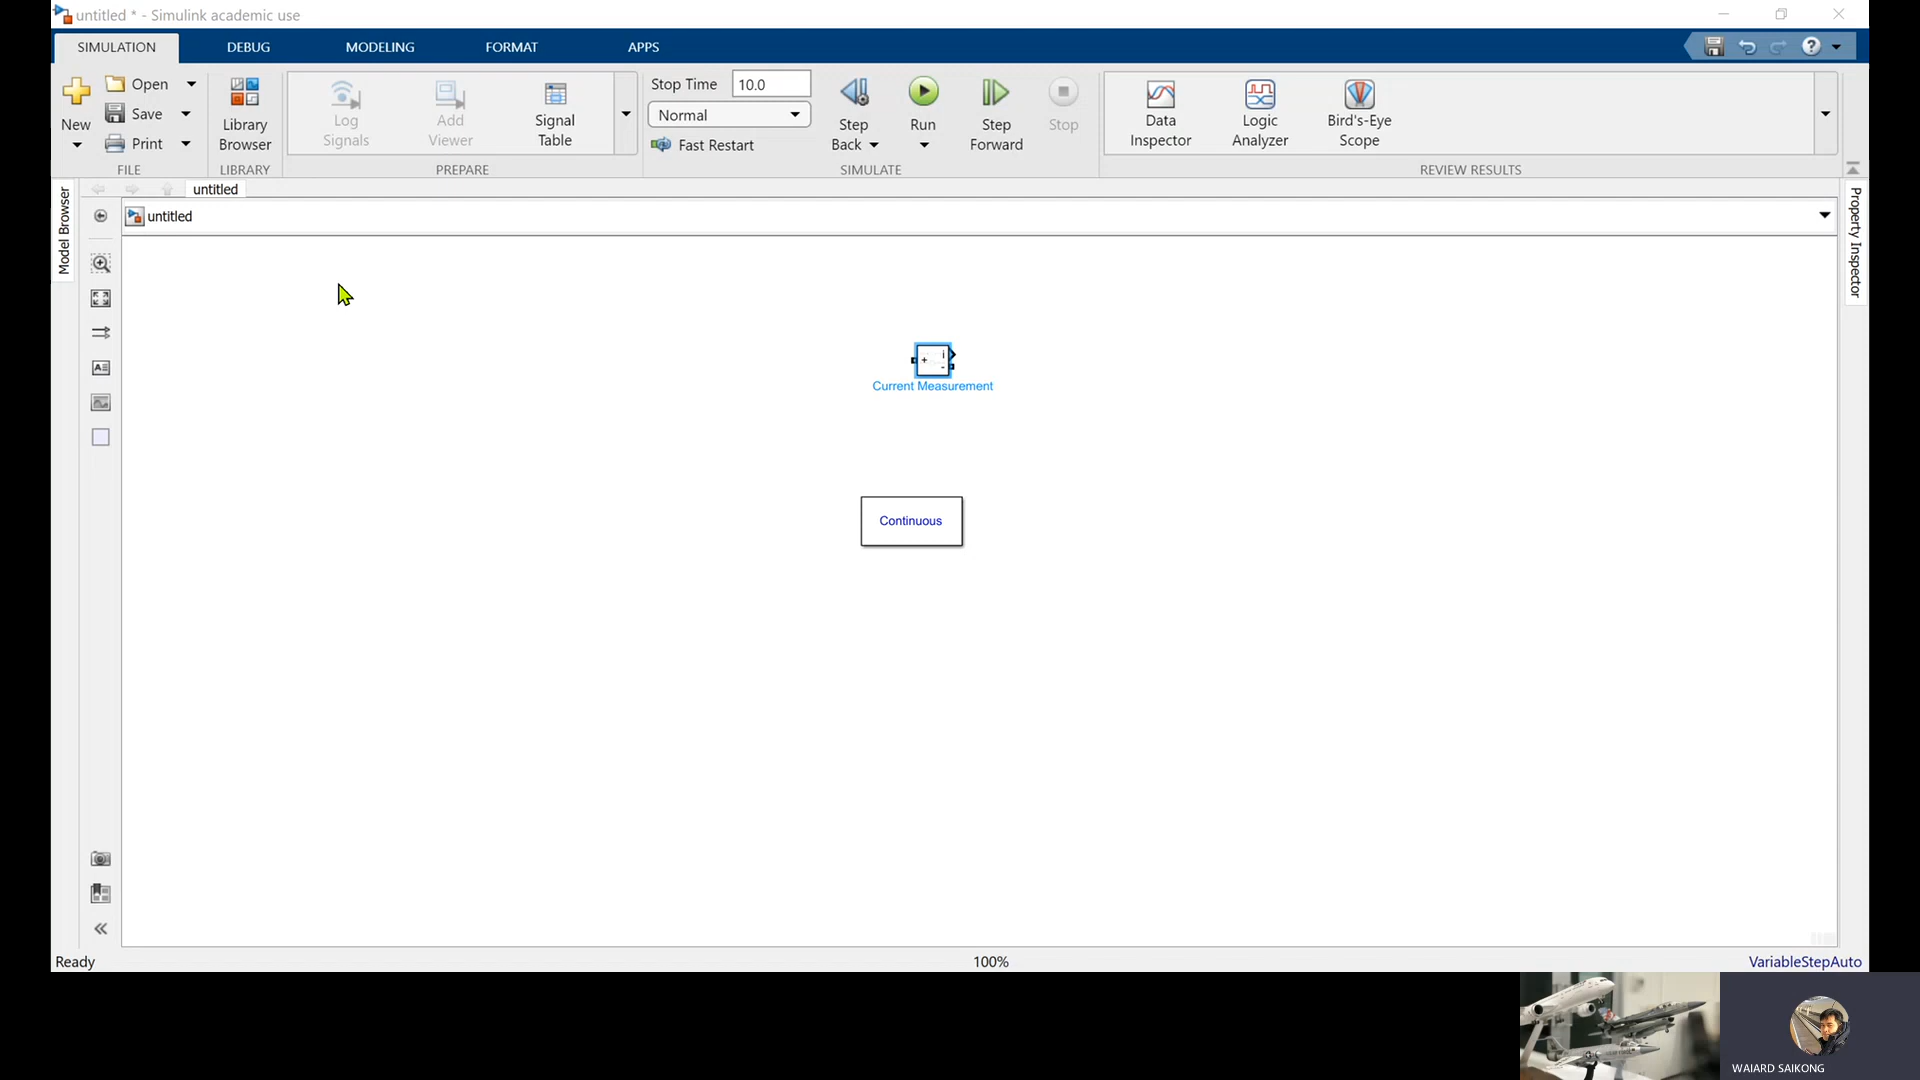 untitled * - Simulink academic use
SIMULATION
DEBUG
MODELING
FORMAT
APPS
New
Open
Save
Print
FILE
Library
Browser
LIBRARY
Log
Signals
Add
Viewer
Signal
Table
PREPARE
Stop Time
10.0
Normal
Fast Restart
Step
Back
Run
Step
Forward
Stop
SIMULATE
Data
Inspector
Logic
Analyzer
Bird's-Eye
Scope
REVIEW RESULTS
Model Browser
untitled
untitled
Property Inspector
+ i
-
Current Measurement
Continuous
Ready
100%
VariableStepAuto
WAIARD SAIKONG